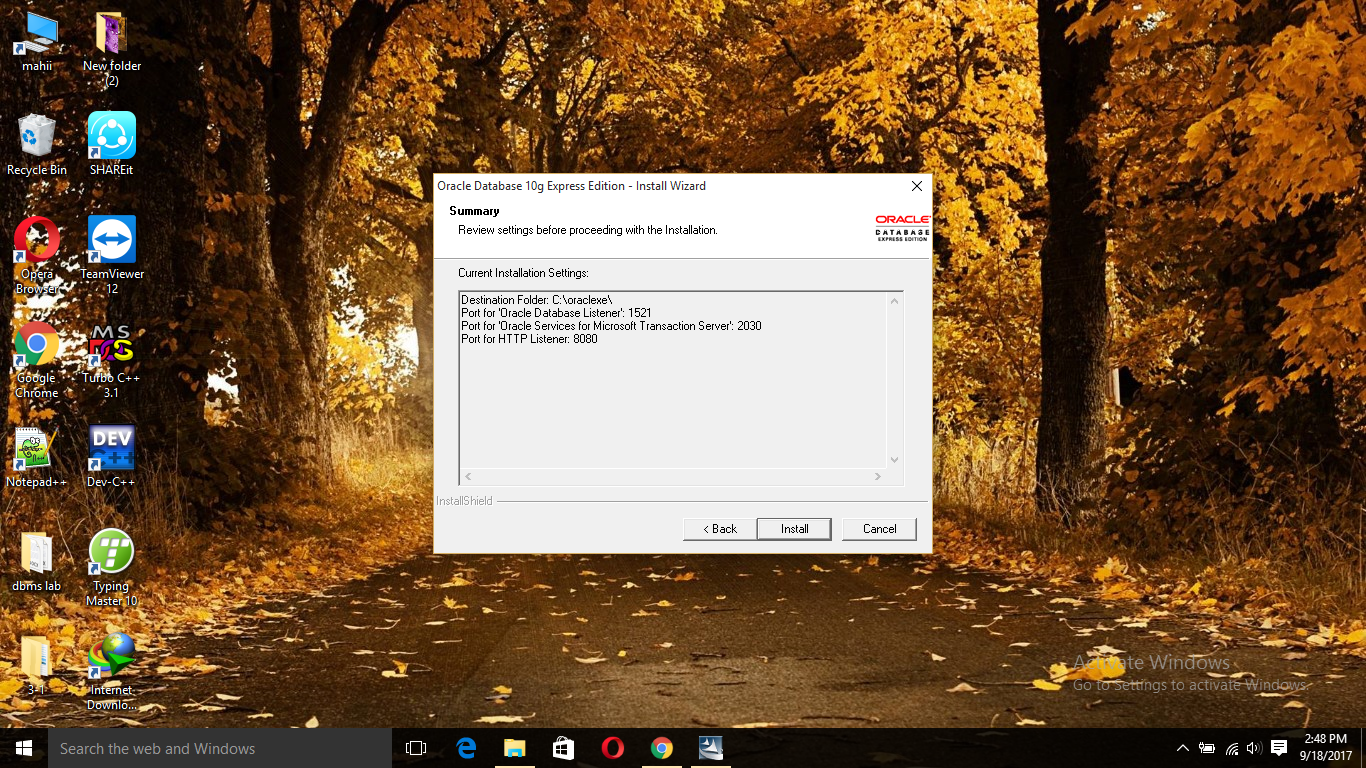 mahii
New folder
(2)
Recycle Bin
SHAREit
Opera
Browser
TeamViewer
12
Google
Chrome
MS
DOS
Turbo C++
3.1
Notepad++
DEV
C++
Dev-C++
dbms lab
Typing
Master 10
3-1
Internet
Downlo...
Oracle Database 10g Express Edition - Install Wizard
Summary
Review settings before proceeding with the Installation.
ORACLE
DATABASE
EXPRESS EDITION
Current Installation Settings:
Destination Folder: C:\oraclexe\
Port for 'Oracle Database Listener': 1521
Port for 'Oracle Services for Microsoft Transaction Server': 2030
Port for HTTP Listener: 8080
InstallShield
< Back
Install
Cancel
Activate Windows
Go to Settings to activate Windows.
Search the web and Windows
2:48 PM
9/18/2017